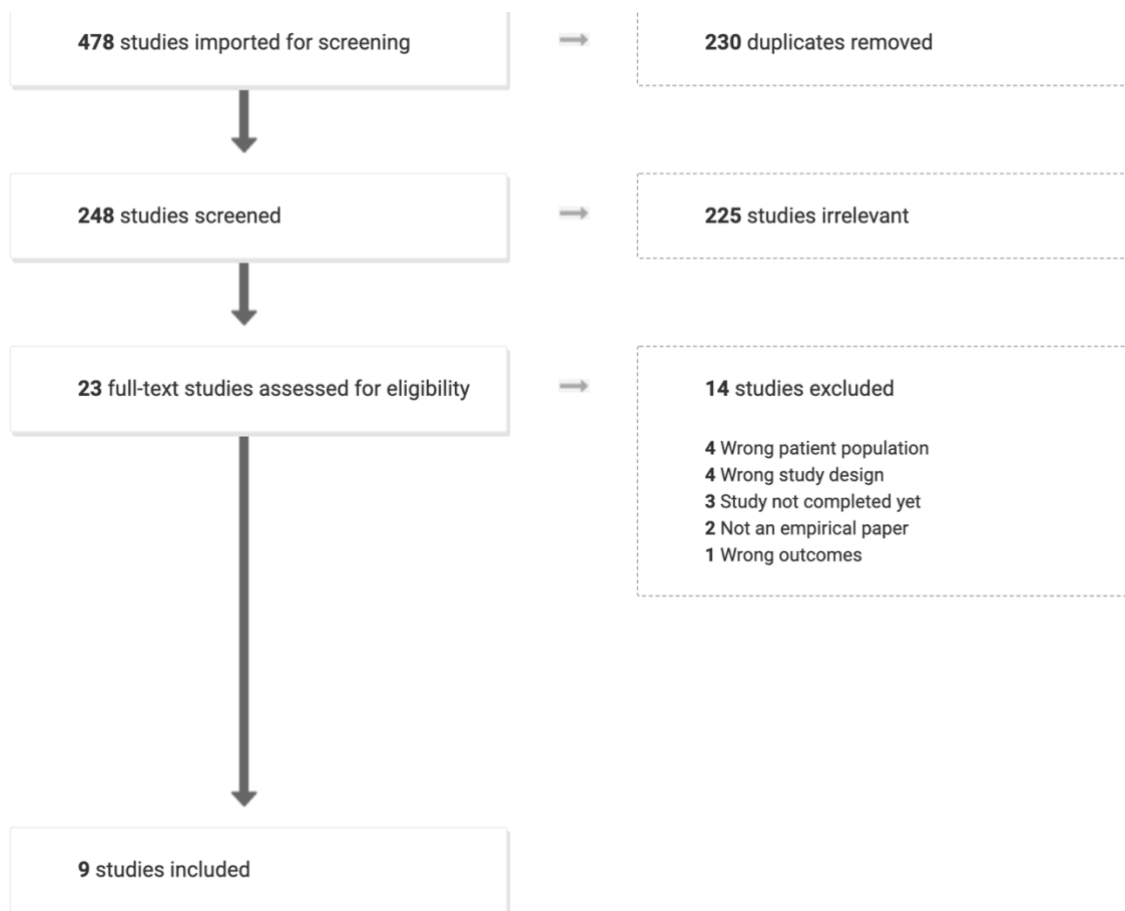 478 studies imported for screening
230 duplicates removed
248 studies screened
225 studies irrelevant
23 full-text studies assessed for eligibility
14 studies excluded
4 Wrong patient population
4 Wrong study design
3 Study not completed yet
2 Not an empirical paper
1 Wrong outcomes
9 studies included